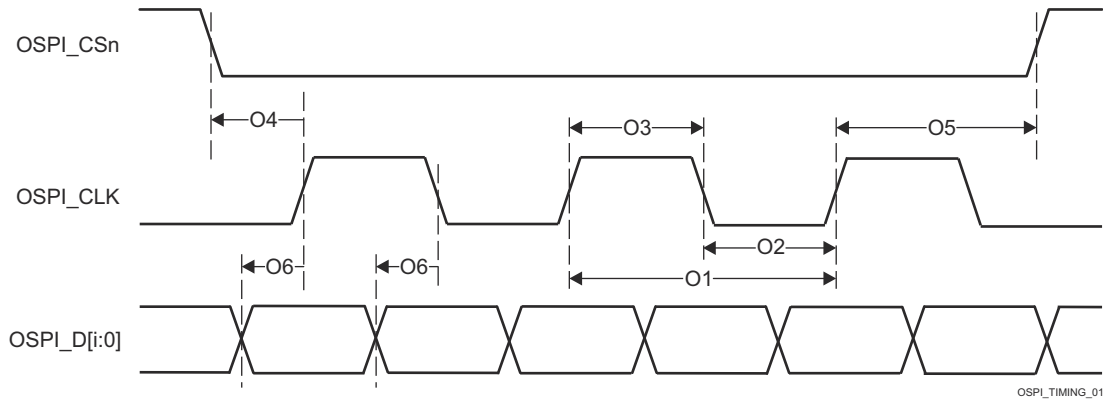 OSPI_CSn
O4
O3
O5
OSPI_CLK
O2
O6
O6
O1
OSPI_D[i:0]
OSPI_TIMING_01